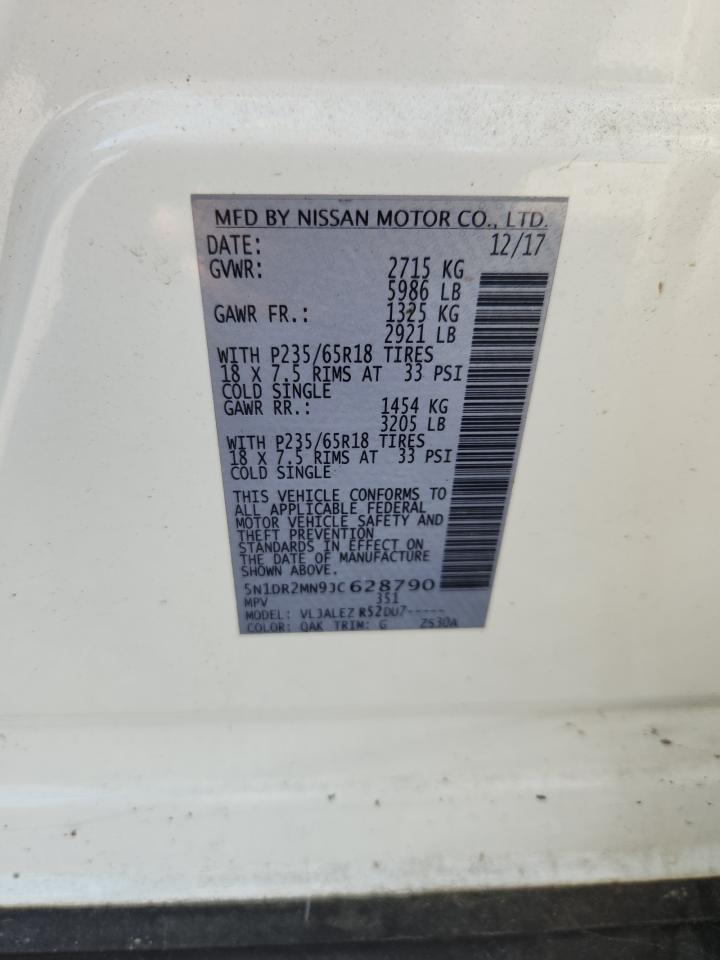 MFD BY NISSAN MOTOR CO., LTD.
DATE: 12/17
GVWR: 2715 KG
5986 LB
GAWR FR.: 1325 KG
2921 LB
WITH P235/65R18 TIRES
18 X 7.5 RIMS AT 33 PSI
COLD SINGLE
GAWR RR.: 1454 KG
3205 LB
WITH P235/65R18 TIRES
18 X 7.5 RIMS AT 33 PSI
COLD SINGLE
THIS VEHICLE CONFORMS TO
ALL APPLICABLE FEDERAL
MOTOR VEHICLE SAFETY AND
THEFT PREVENTION
STANDARDS IN EFFECT ON
THE DATE OF MANUFACTURE
SHOWN ABOVE.
5N1DR2MN9JC628790
MPV 351
MODEL: VL3ALEZ R52DU7-----
COLOR: QAK TRIM: G 2S30A